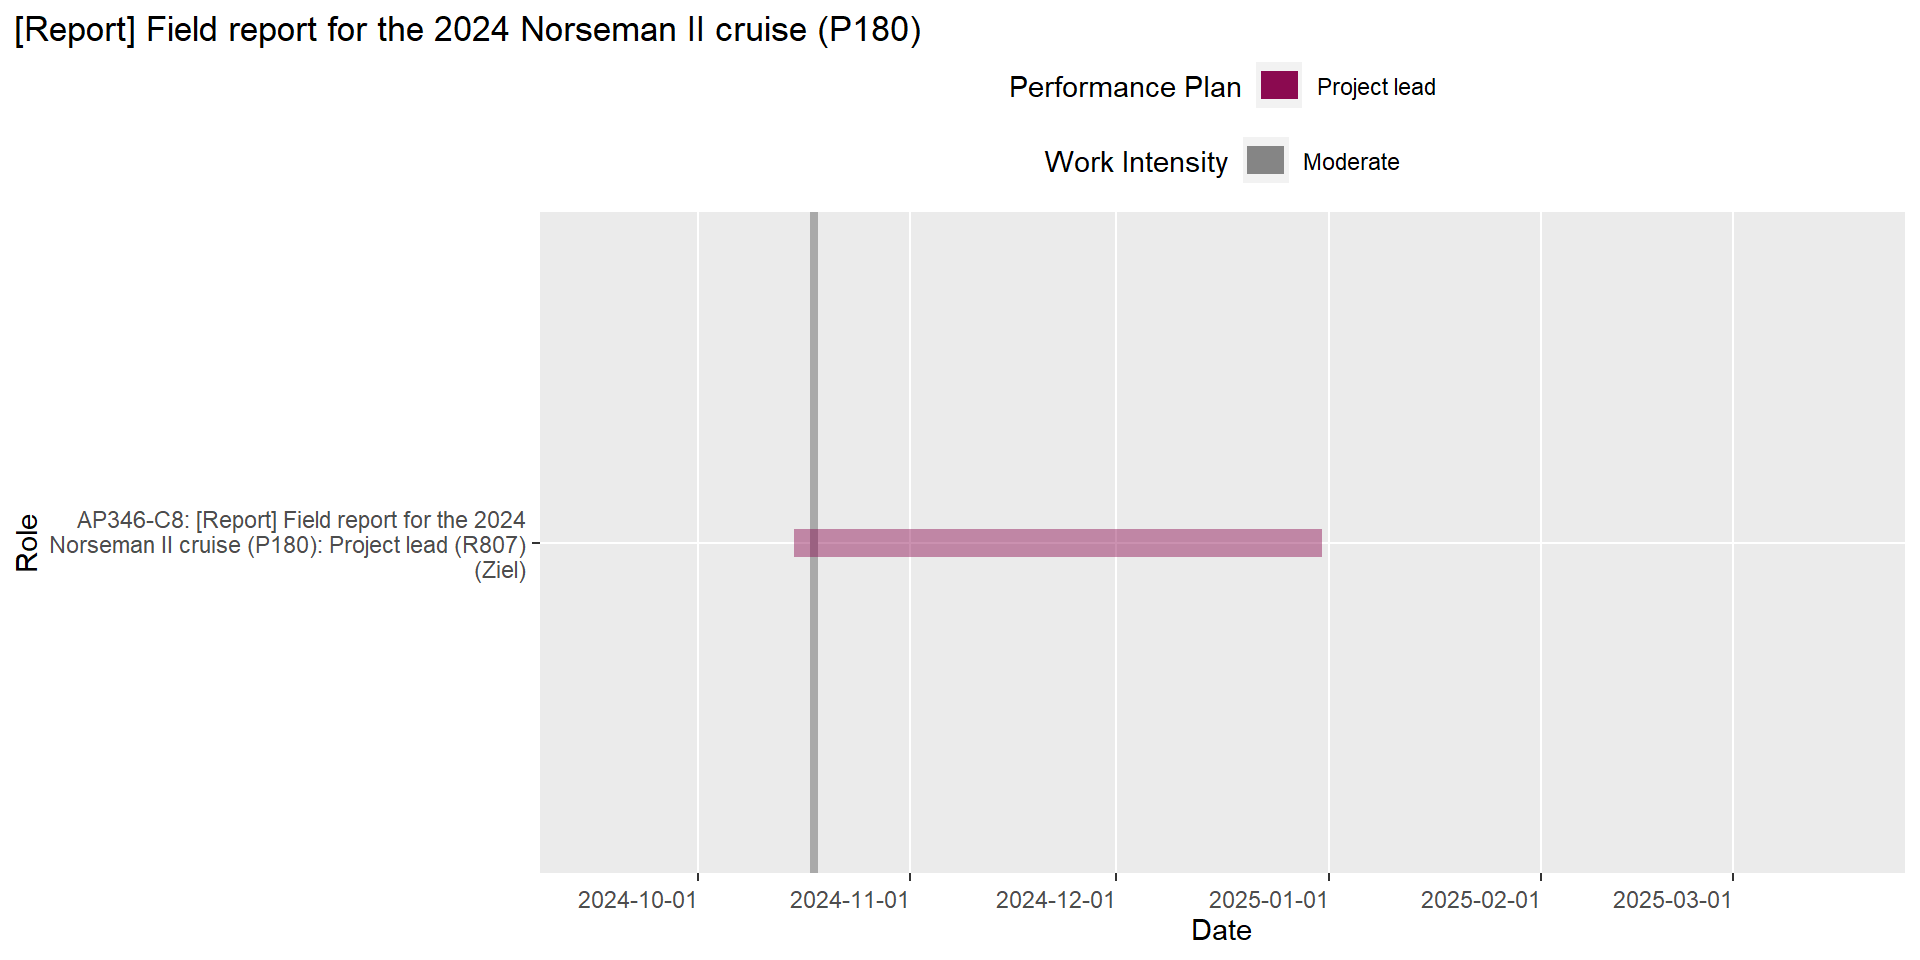 [Report] Field report for the 2024 Norseman II cruise (P180)
Performance Plan Project lead
Work Intensity Moderate
Role
AP346-C8: [Report] Field report for the 2024
Norseman II cruise (P180): Project lead (R807)
(Ziel)
2024-10-01 2024-11-01 2024-12-01 2025-01-01 2025-02-01 2025-03-01
Date